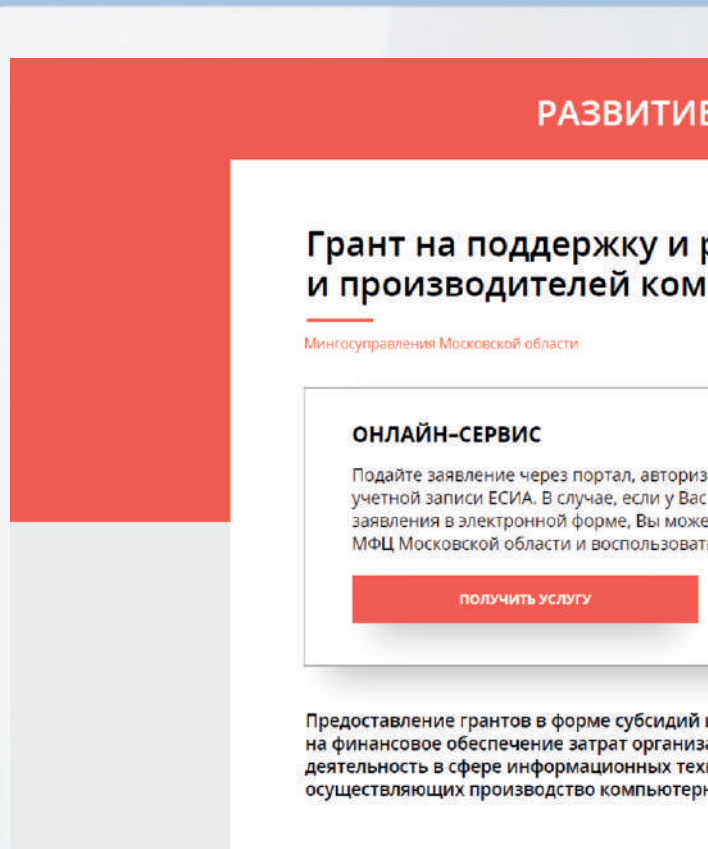 РАЗВИТИЕ
Грант на поддержку и
и производителей ком
Мингосуправления Московской области
ОНЛАЙН–СЕРВИС
Подайте заявление через портал, авториз
учетной записи ЕСИА. В случае, если у Вас
заявления в электронной форме, Вы може
МФЦ Московской области и воспользоват
ПОЛУЧИТЬ УСЛУГУ
Предоставление грантов в форме субсидий
на финансовое обеспечение затрат организа
деятельность в сфере информационных тех
осуществляющих производство компьютерн